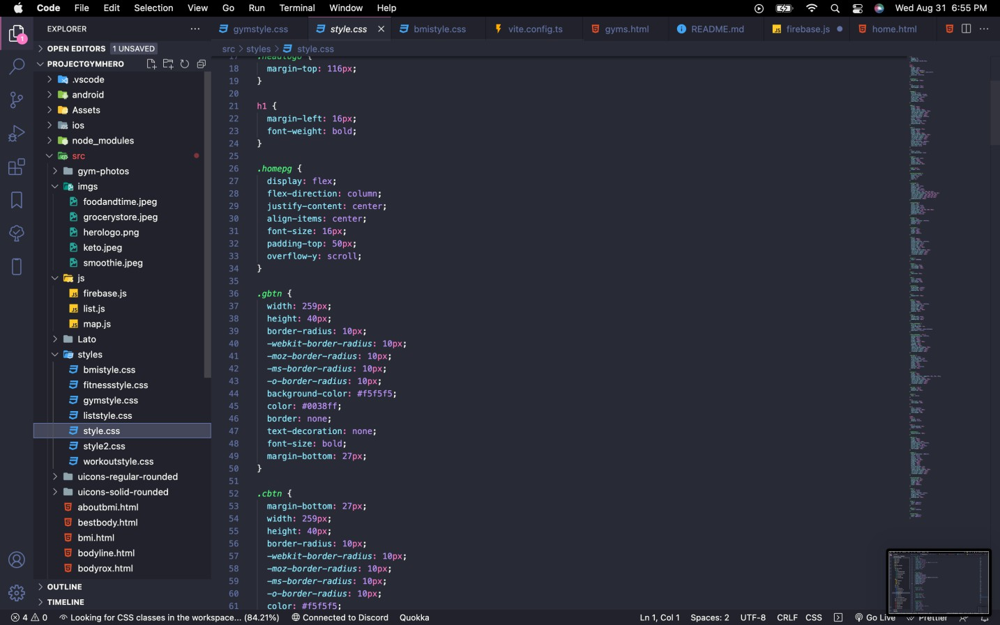 Code File Edit Selection View Go Run Terminal Window Help Wed Aug 31 6:55 PM
EXPLORER ··· gymstyle.css style.css bmistyle.css vite.config.ts gyms.html README.md firebase.js home.html ···
OPEN EDITORS 1 UNSAVED
src > styles > style.css
PROJECTGYMHERO
.vscode
android
Assets
ios
node_modules
src
gym-photos
imgs
foodandtime.jpeg
grocerystore.jpeg
herologo.png
keto.jpeg
smoothie.jpeg
js
firebase.js
list.js
map.js
Lato
styles
bmistyle.css
fitnessstyle.css
gymstyle.css
liststyle.css
style.css
style2.css
workoutstyle.css
uicons-regular-rounded
uicons-solid-rounded
aboutbmi.html
bestbody.html
bmi.html
bodyline.html
bodyrox.html
OUTLINE
TIMELINE
1
17 .headlogo {
18 margin-top: 116px;
19 }
20
21 h1 {
22 margin-left: 16px;
23 font-weight: bold;
24 }
25
26 .homepg {
27 display: flex;
28 flex-direction: column;
29 justify-content: center;
30 align-items: center;
31 font-size: 16px;
32 padding-top: 50px;
33 overflow-y: scroll;
34 }
35
36 .gbtn {
37 width: 259px;
38 height: 40px;
39 border-radius: 10px;
40 -webkit-border-radius: 10px;
41 -moz-border-radius: 10px;
42 -ms-border-radius: 10px;
43 -o-border-radius: 10px;
44 background-color: #f5f5f5;
45 color: #0038ff;
46 border: none;
47 text-decoration: none;
48 font-size: bold;
49 margin-bottom: 27px;
50 }
51
52 .cbtn {
53 margin-bottom: 27px;
54 width: 259px;
55 height: 40px;
56 border-radius: 10px;
57 -webkit-border-radius: 10px;
58 -moz-border-radius: 10px;
59 -ms-border-radius: 10px;
60 -o-border-radius: 10px;
61 color: #f5f5f5;
4 0 Looking for CSS classes in the workspace... (84.21%) Connected to Discord Quokka Ln 1, Col 1 Spaces: 2 UTF-8 CRLF CSS Go Live Prettier